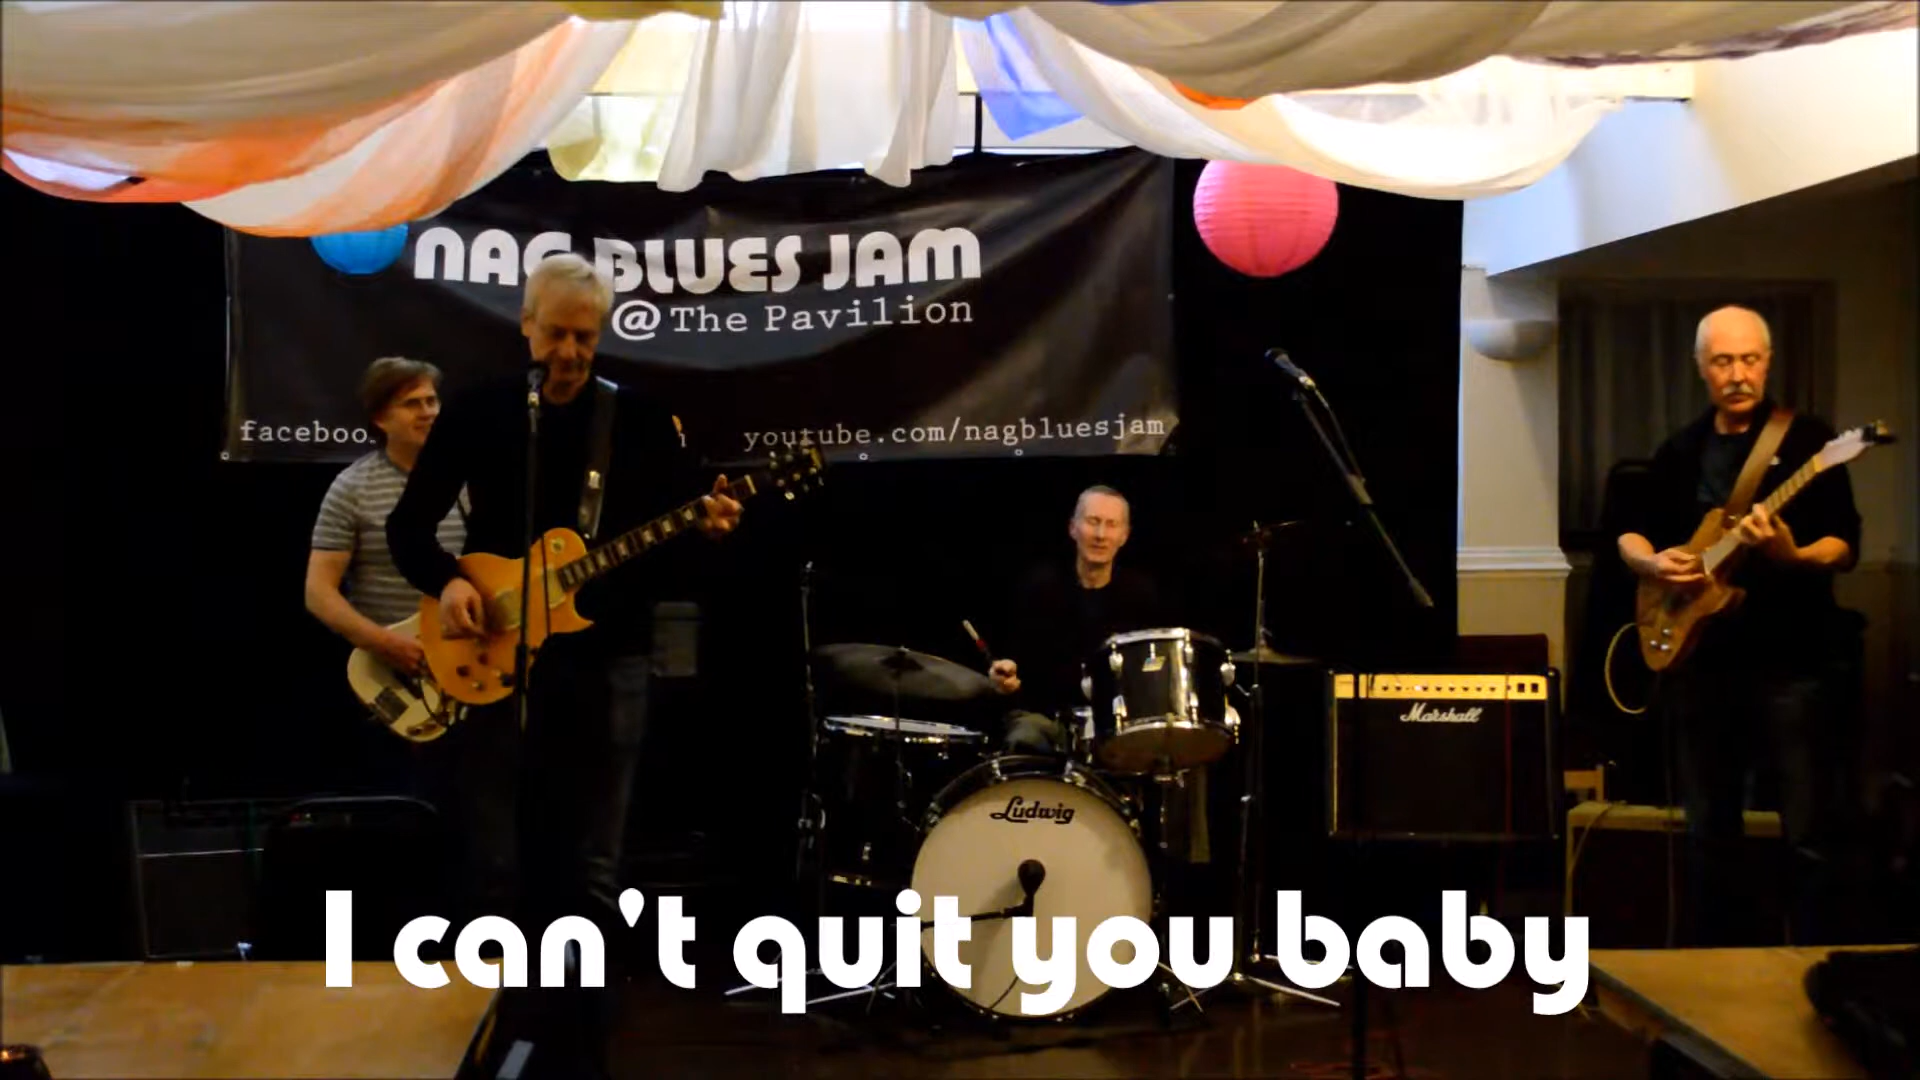 NAG BLUES JAM
@ The Pavilion
youtube.com/nagbluesjam
Marshall
Ludwig
I can't quit you baby